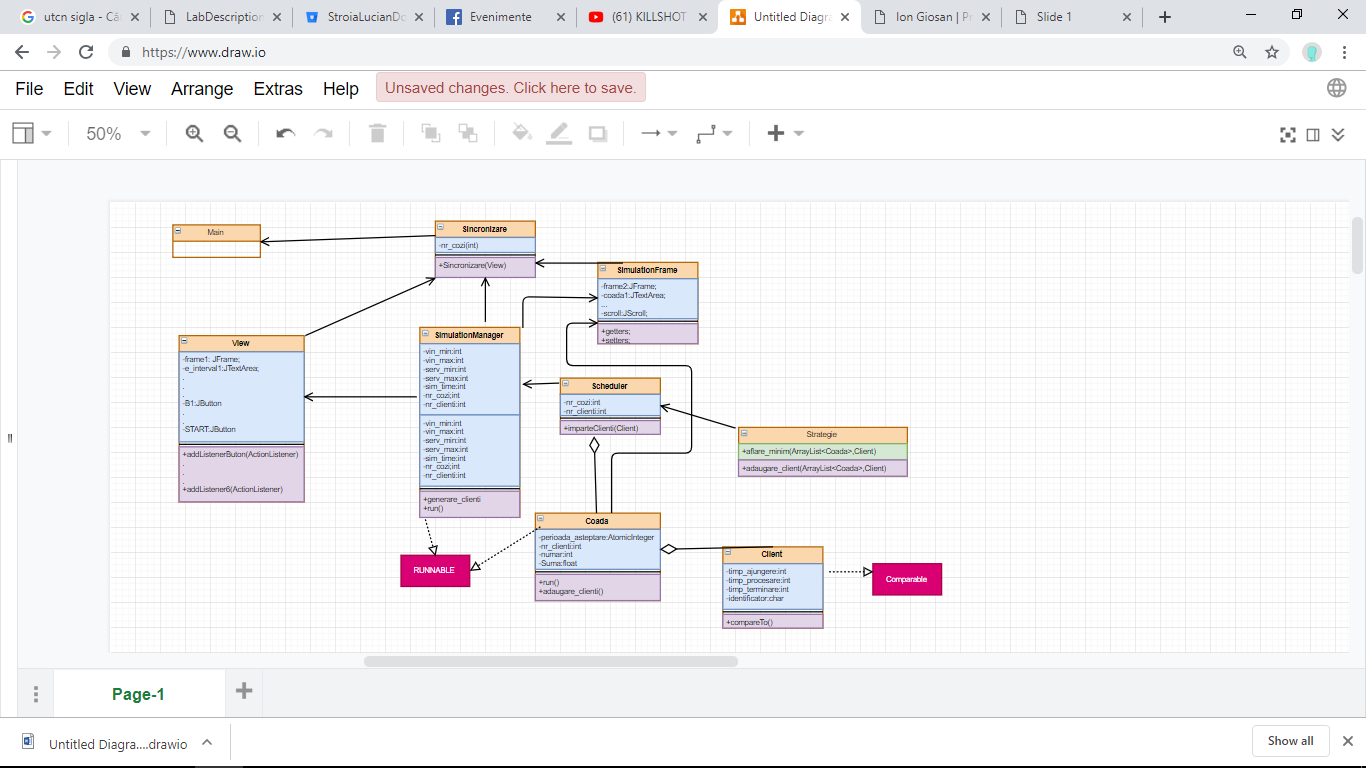 utcn sigla - Câ
LabDescription
StroiaLucianDo
Evenimente
(61) KILLSHOT
Untitled Diagra
Ion Giosan | Pr
Slide 1
https://www.draw.io
File Edit View Arrange Extras Help
Unsaved changes. Click here to save.
50%
Main
Sincronizare
-nr_cozi(int)
+Sincronizare(View)
SimulationFrame
-frame2:JFrame;
-coada1:JTextArea;
...
-scroll:JScroll;
+getters;
+setters;
View
-frame1: JFrame;
-e_interval1:JTextArea;
.
.
.
-B1:JButton
.
.
-START:JButton
+addListenerButon(ActionListener)
.
.
.
+addListener6(ActionListener)
SimulationManager
-vin_min:int
-vin_max:int
-serv_min:int
-serv_max:int
-sim_time:int
-nr_cozi;int
-nr_clienti:int
-vin_min:int
-vin_max:int
-serv_min:int
-serv_max:int
-sim_time:int
-nr_cozi;int
-nr_clienti:int
+generare_clienti
+run()
Scheduler
-nr_cozi:int
-nr_clienti:int
+imparteClienti(Client)
Strategie
+aflare_minim(ArrayList<Coada>,Client)
+adaugare_client(ArrayList<Coada>,Client)
RUNNABLE
Coada
-perioada_asteptare:AtomicInteger
-nr_clienti:int
-numar:int
-Suma:float
+run()
+adaugare_clienti()
Client
-timp_ajungere:int
-timp_procesare:int
-timp_terminare:int
-identificator:char
+compareTo()
Comparable
Page-1
Untitled Diagra....drawio
Show all